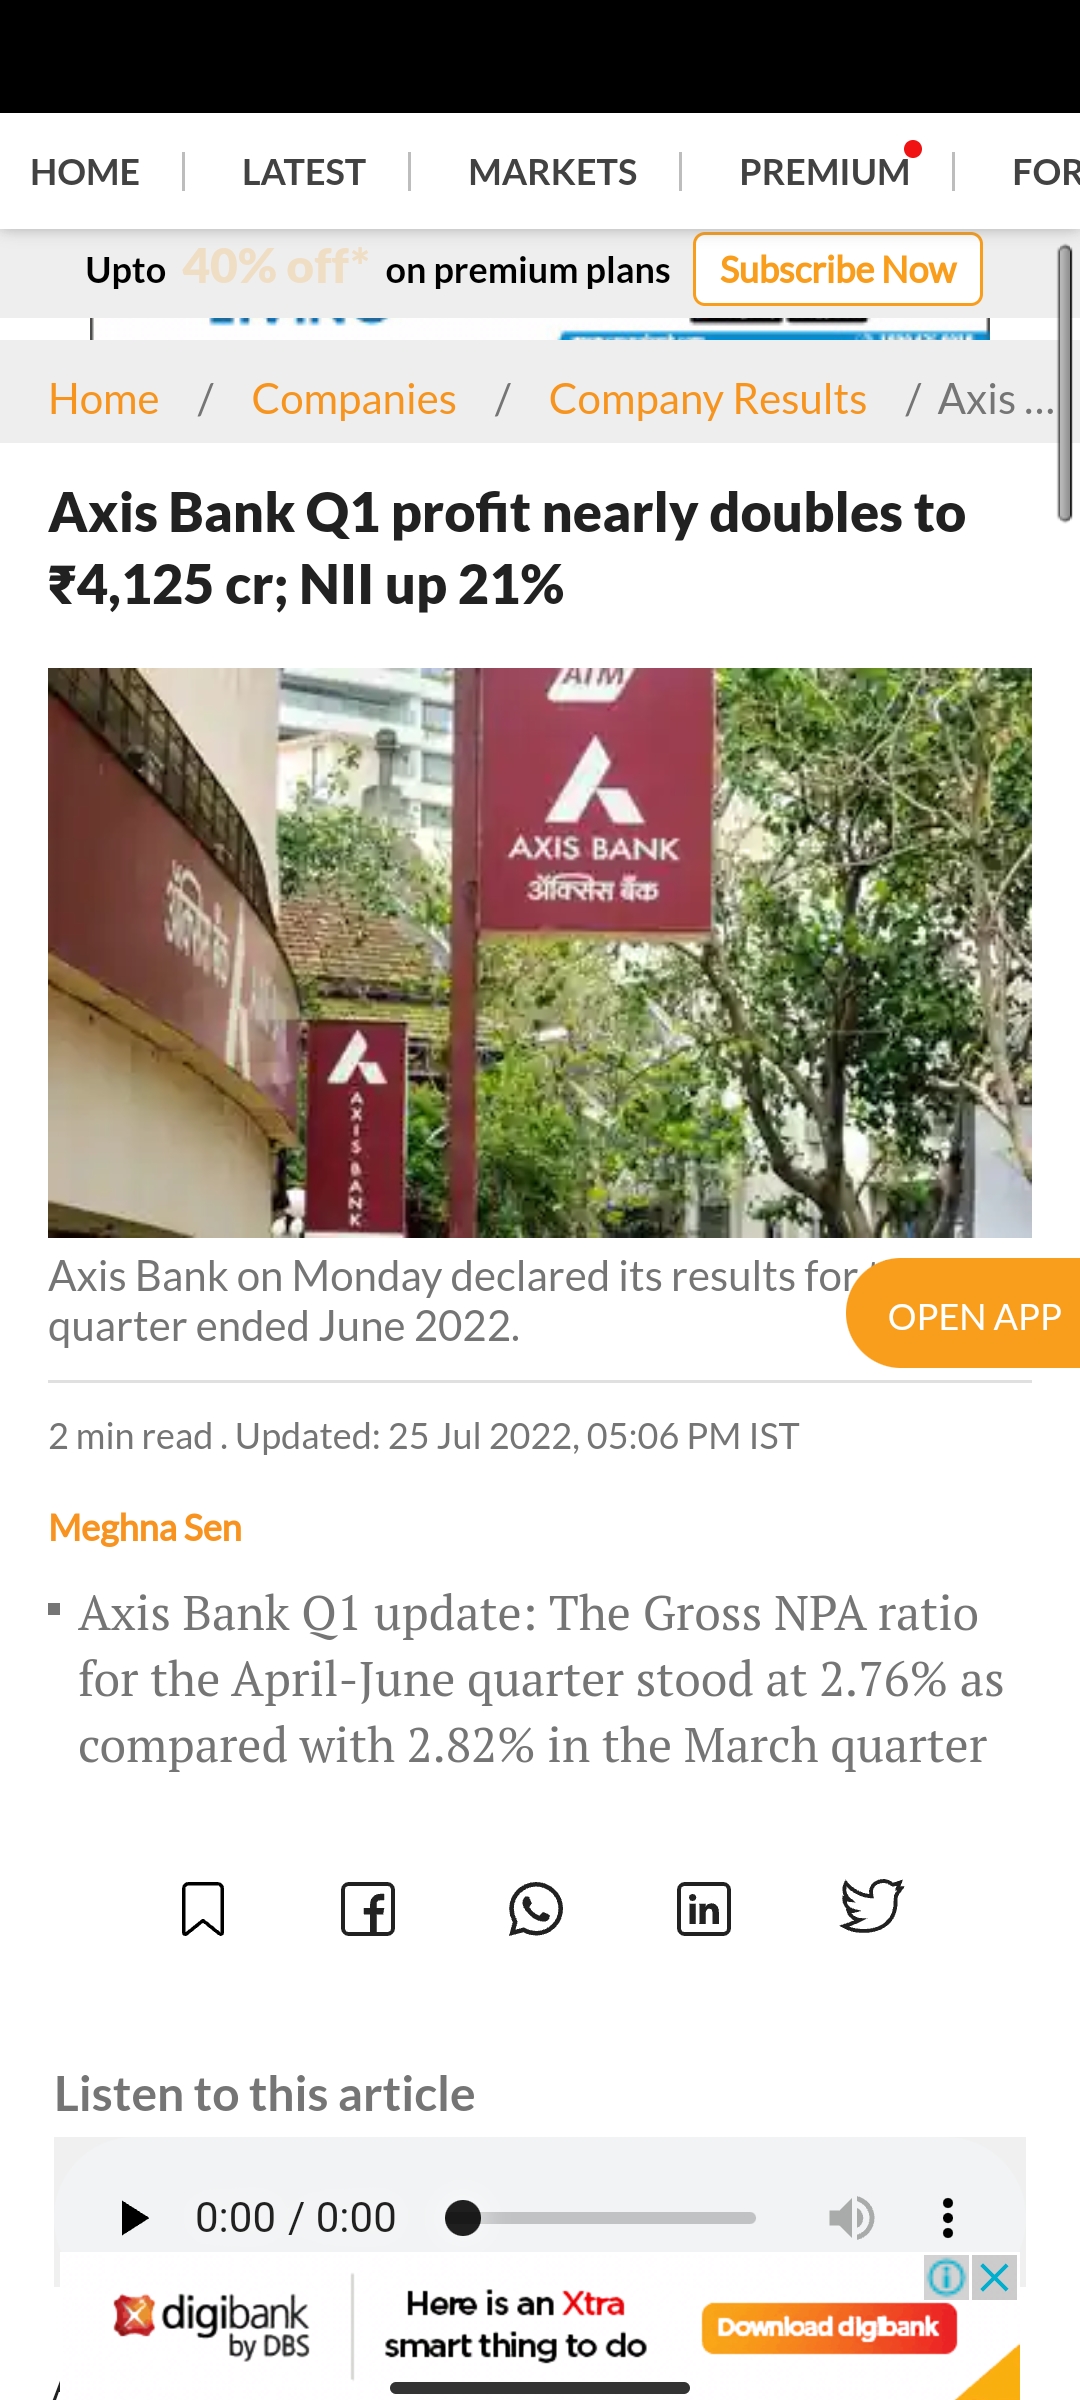 HOME LATEST MARKETS PREMIUM FOR
Upto 40% off* on premium plans Subscribe Now
Home / Companies / Company Results / Axis ...
Axis Bank Q1 profit nearly doubles to
₹4,125 cr; NII up 21%
ATM
AXIS BANK
ॲक्सिस बँक
AXIS BANK
Axis Bank on Monday declared its results for
quarter ended June 2022.
OPEN APP
2 min read . Updated: 25 Jul 2022, 05:06 PM IST
Meghna Sen
▪ Axis Bank Q1 update: The Gross NPA ratio
for the April-June quarter stood at 2.76% as
compared with 2.82% in the March quarter
Listen to this article
0:00 / 0:00
digibank
by DBS
Here is an Xtra
smart thing to do
Download digibank